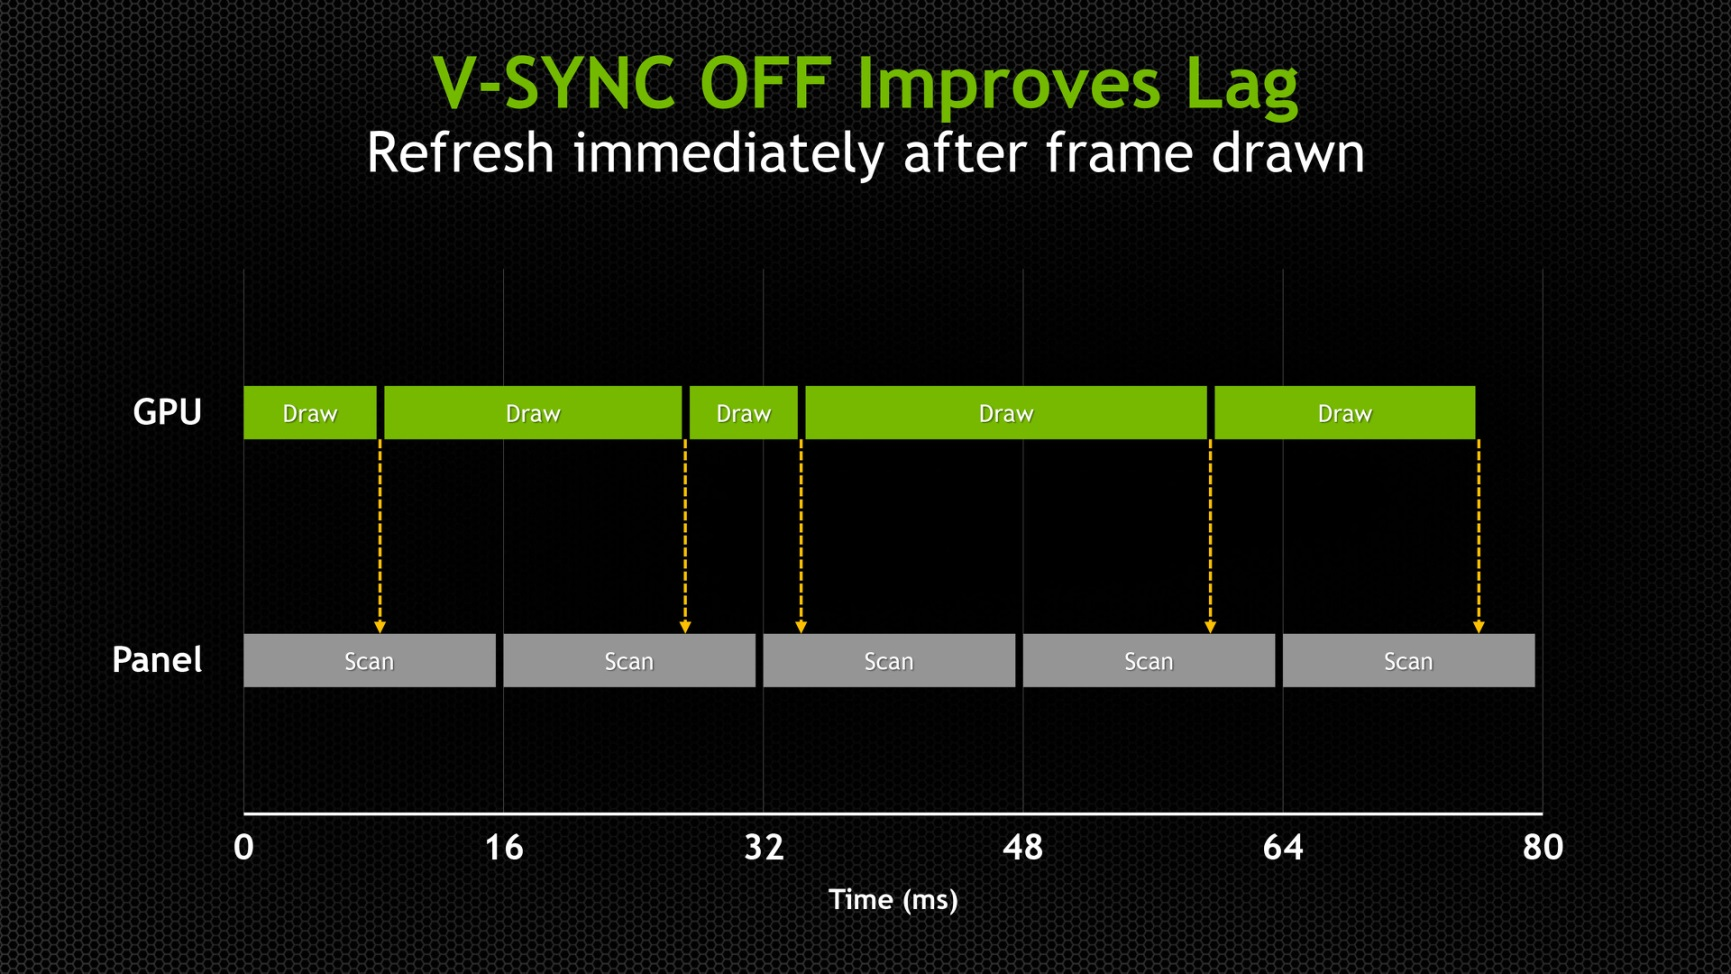 V-SYNC OFF Improves Lag
Refresh immediately after frame drawn
GPU Draw Draw Draw Draw Draw
Panel Scan Scan Scan Scan Scan
0 16 32 48 64 80
Time (ms)